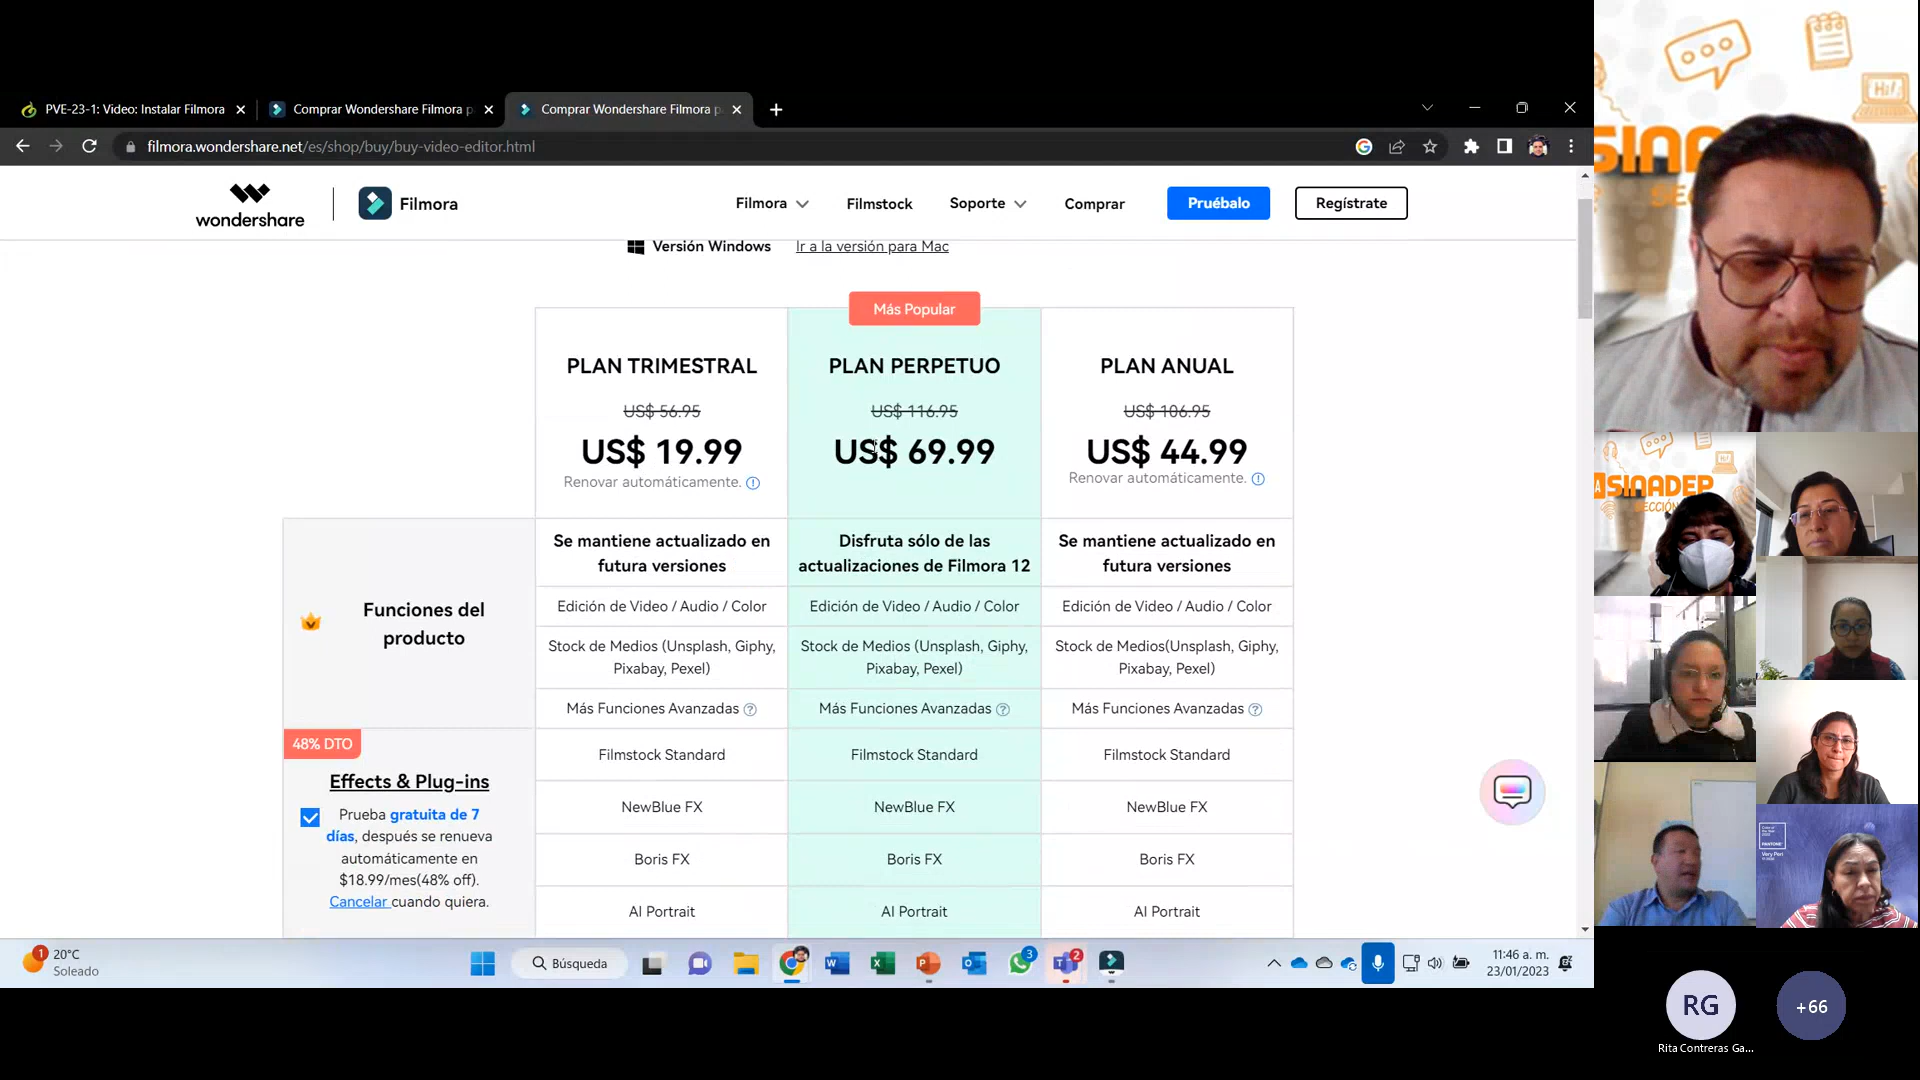 PVE-23-1: Video: Instalar Filmora
Comprar Wondershare Filmora p
Comprar Wondershare Filmora p
filmora.wondershare.net/es/shop/buy/buy-video-editor.html
wondershare
Filmora
Filmora
Filmstock
Soporte
Comprar
Pruébalo
Regístrate
Versión Windows
Ir a la versión para Mac
Más Popular
PLAN TRIMESTRAL
PLAN PERPETUO
PLAN ANUAL
US$ 56.95
US$ 116.95
US$ 106.95
US$ 19.99
US$ 69.99
US$ 44.99
Renovar automáticamente.
Renovar automáticamente.
Funciones del
producto
Se mantiene actualizado en
futura versiones
Disfruta sólo de las
actualizaciones de Filmora 12
Se mantiene actualizado en
futura versiones
Edición de Video / Audio / Color
Edición de Video / Audio / Color
Edición de Video / Audio / Color
Stock de Medios (Unsplash, Giphy,
Pixabay, Pexel)
Stock de Medios (Unsplash, Giphy,
Pixabay, Pexel)
Stock de Medios(Unsplash, Giphy,
Pixabay, Pexel)
Más Funciones Avanzadas
Más Funciones Avanzadas
Más Funciones Avanzadas
48% DTO
Effects & Plug-ins
Prueba gratuita de 7
días, después se renueva
automáticamente en
$18.99/mes(48% off).
Cancelar cuando quiera.
Filmstock Standard
Filmstock Standard
Filmstock Standard
NewBlue FX
NewBlue FX
NewBlue FX
Boris FX
Boris FX
Boris FX
AI Portrait
AI Portrait
AI Portrait
1
20°C
Soleado
Búsqueda
3
2
11:46 a. m.
23/01/2023
Hi!
SINADEP
SECCIÓN
PANTONE
Very Peri
RG
Rita Contreras Ga...
+66